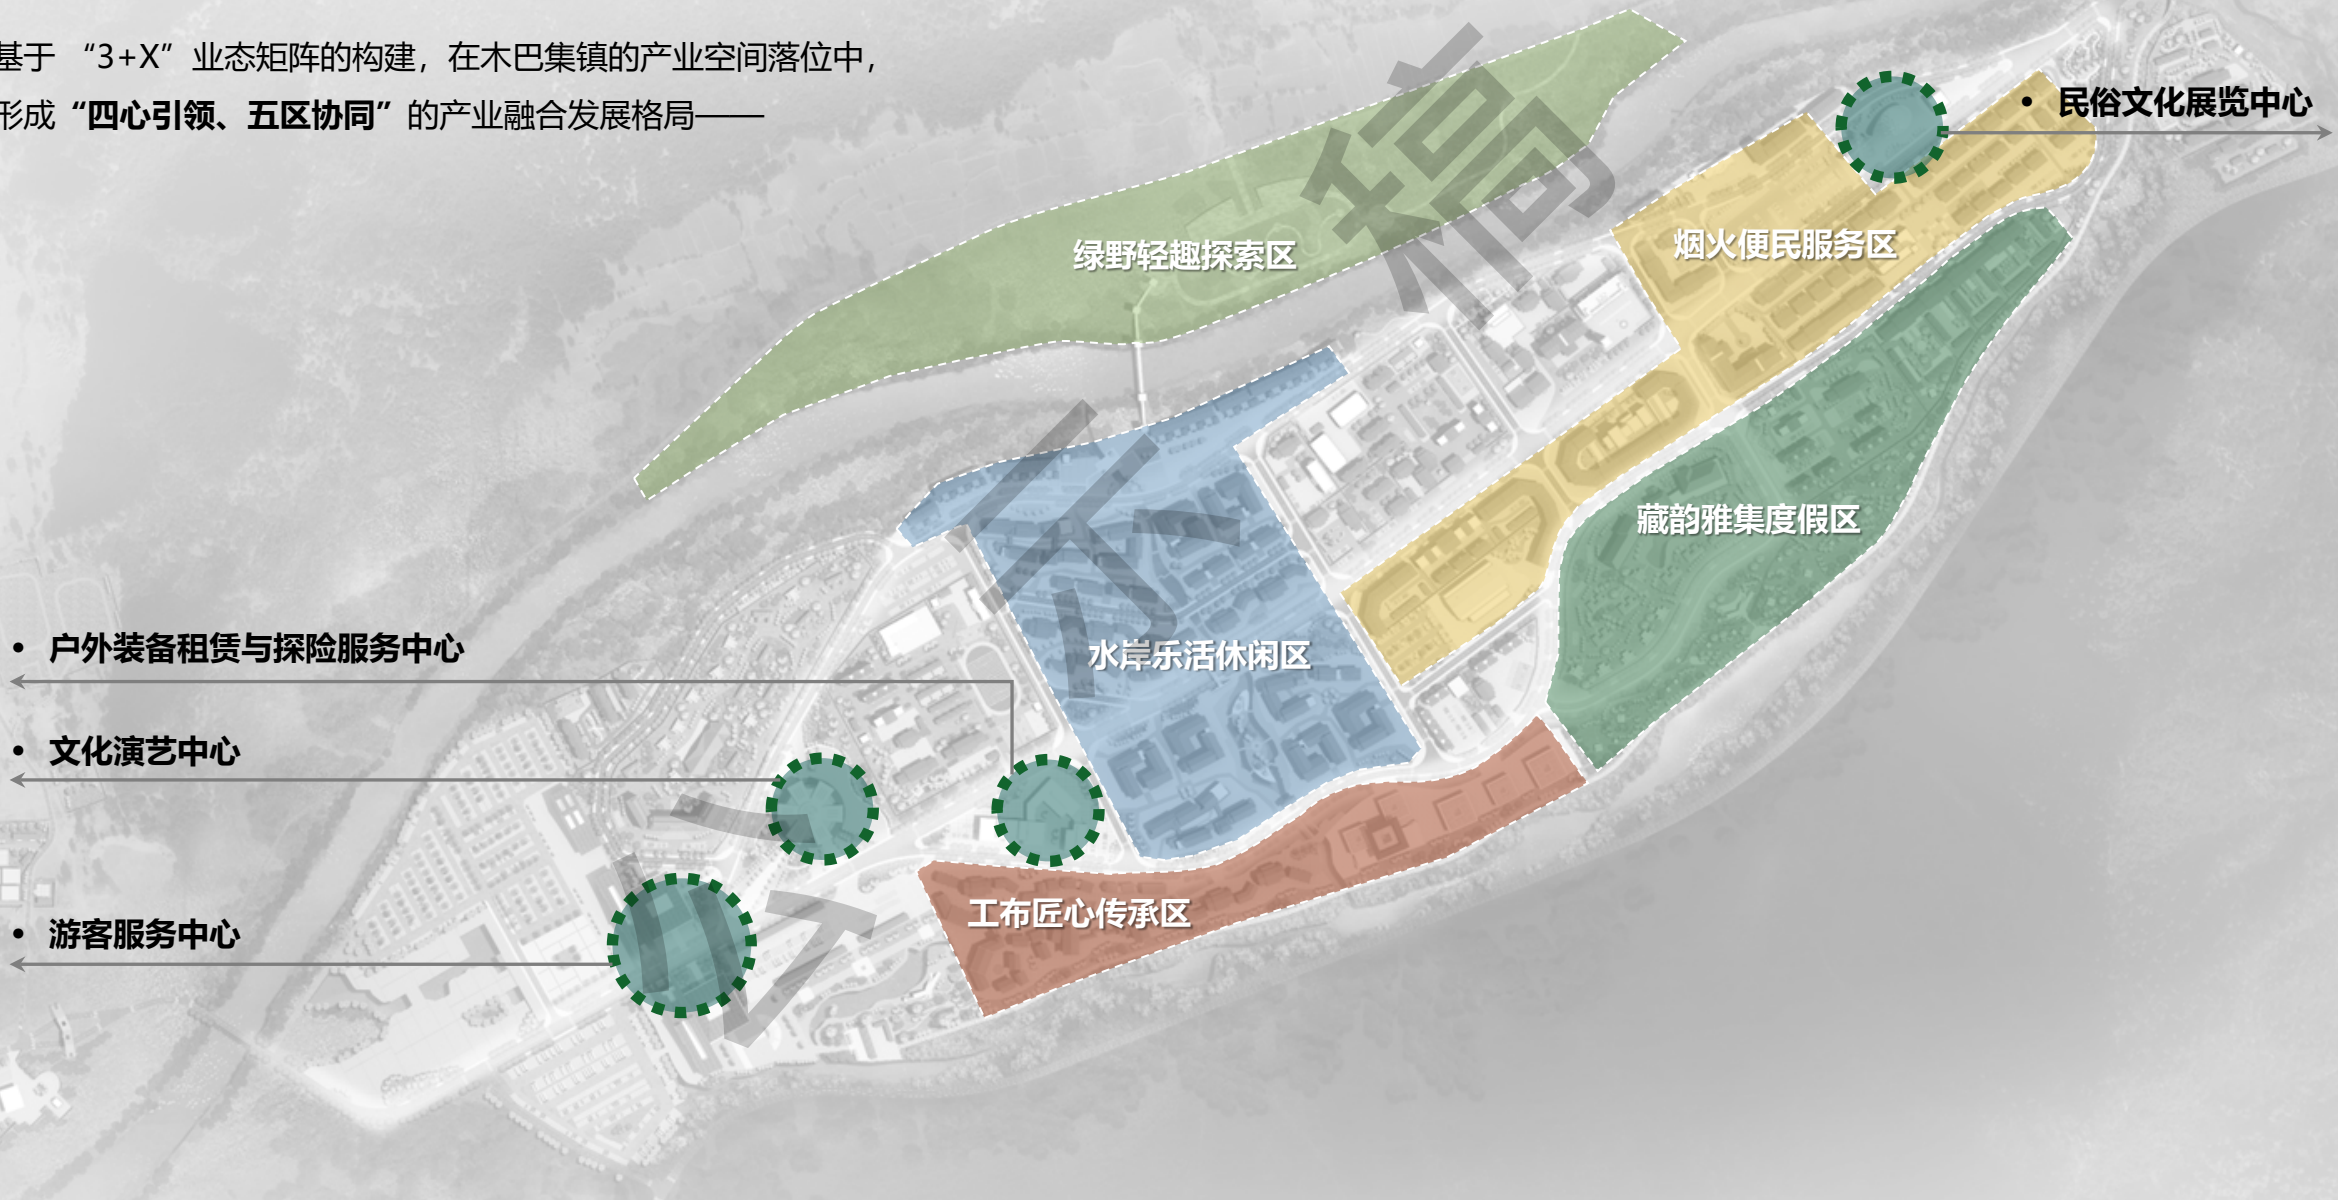 基于 “3+X”业态矩阵的构建，在木巴集镇的产业空间落位中，
形成“四心引领、五区协同”的产业融合发展格局——
• 民俗文化展览中心
绿野轻趣探索区
烟火便民服务区
藏韵雅集度假区
水岸乐活休闲区
• 户外装备租赁与探险服务中心
• 文化演艺中心
工布匠心传承区
• 游客服务中心
公示稿